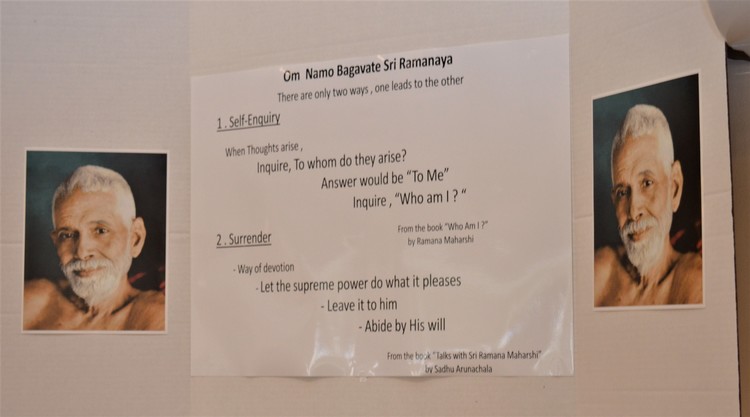 Om Namo Bagavate Sri Ramanaya
There are only two ways , one leads to the other
1 . Self-Enquiry
When Thoughts arise ,
Inquire, To whom do they arise?
Answer would be “To Me”
Inquire , “Who am I ? “
From the book “Who Am I ?”
by Ramana Maharshi
2 . Surrender
- Way of devotion
- Let the supreme power do what it pleases
- Leave it to him
- Abide by His will
From the book “Talks with Sri Ramana Maharshi”
by Sadhu Arunachala